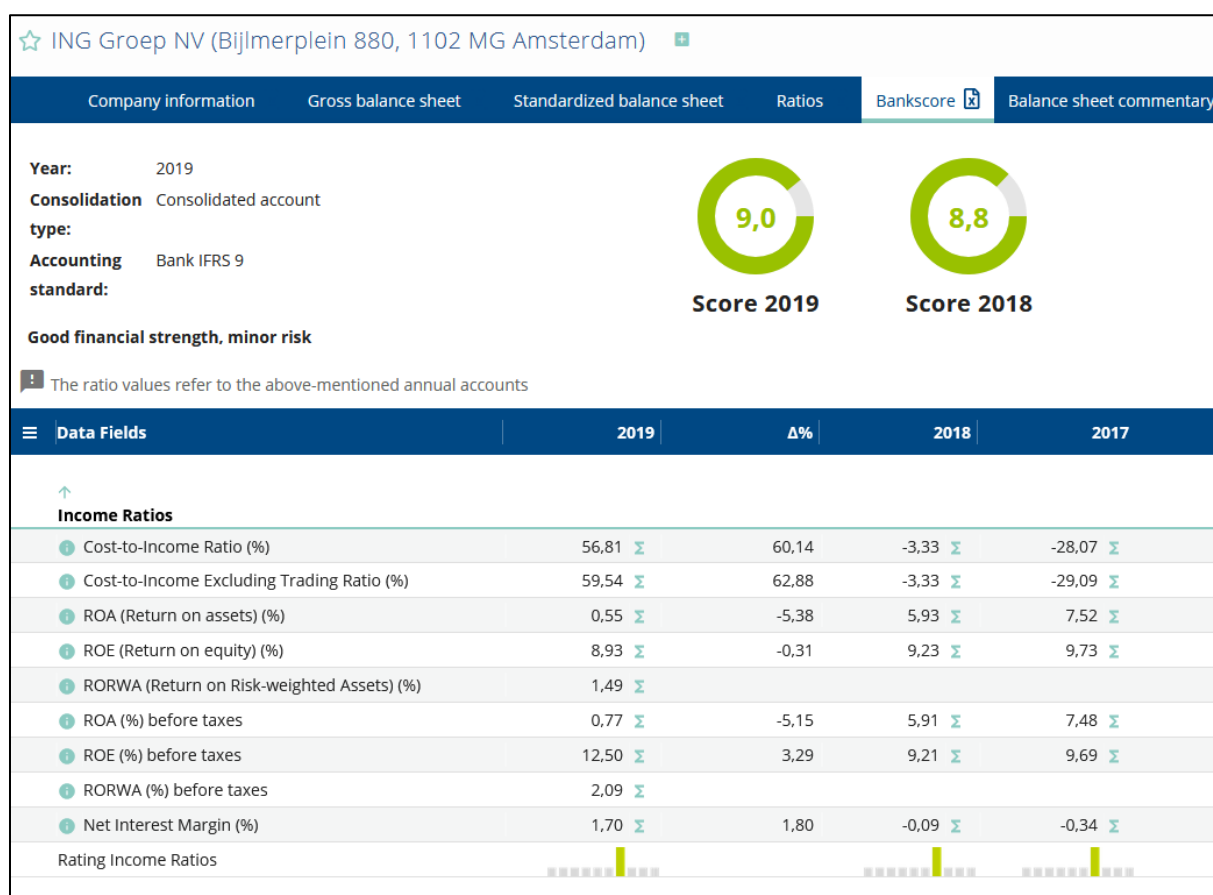 ING Groep NV (Bijlmerplein 880, 1102 MG Amsterdam)
Company information Gross balance sheet Standardized balance sheet Ratios Bankscore Balance sheet commentary
Year: 2019
Consolidation type: Consolidated account
Accounting standard: Bank IFRS 9
Good financial strength, minor risk
9,0
Score 2019
8,8
Score 2018
The ratio values refer to the above-mentioned annual accounts
Data Fields 2019 Δ% 2018 2017
Income Ratios
Cost-to-Income Ratio (%) 56,81 Σ 60,14 -3,33 Σ -28,07 Σ
Cost-to-Income Excluding Trading Ratio (%) 59,54 Σ 62,88 -3,33 Σ -29,09 Σ
ROA (Return on assets) (%) 0,55 Σ -5,38 5,93 Σ 7,52 Σ
ROE (Return on equity) (%) 8,93 Σ -0,31 9,23 Σ 9,73 Σ
RORWA (Return on Risk-weighted Assets) (%) 1,49 Σ
ROA (%) before taxes 0,77 Σ -5,15 5,91 Σ 7,48 Σ
ROE (%) before taxes 12,50 Σ 3,29 9,21 Σ 9,69 Σ
RORWA (%) before taxes 2,09 Σ
Net Interest Margin (%) 1,70 Σ 1,80 -0,09 Σ -0,34 Σ
Rating Income Ratios